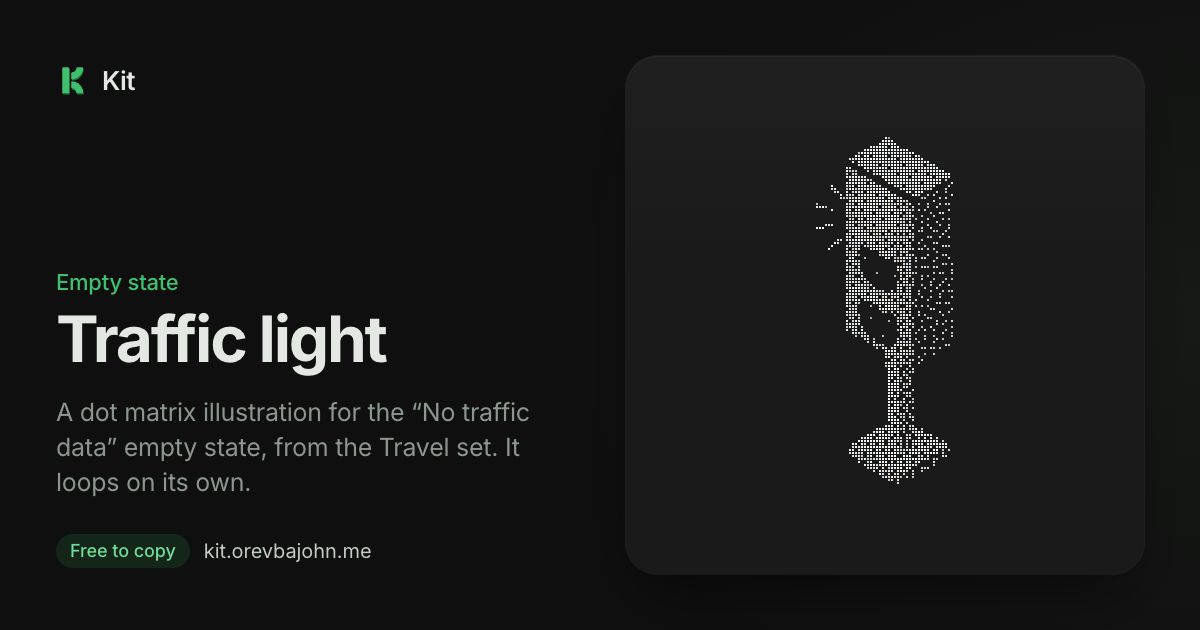 Kit
Empty state
Traffic light
A dot matrix illustration for the “No traffic
data” empty state, from the Travel set. It
loops on its own.
Free to copy
kit.orevbajohn.me